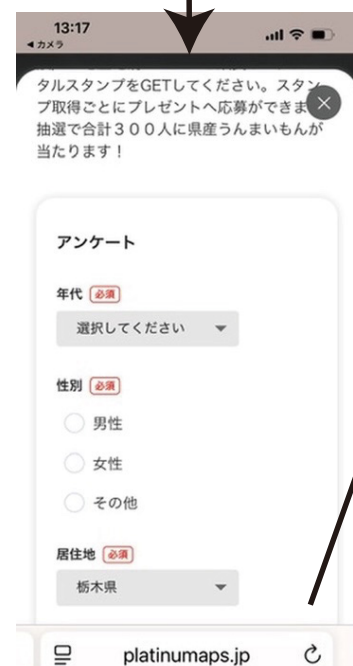 13:17
◀カメラ
タルスタンプをGETしてください。スタン
プ取得ごとにプレゼントへ応募ができま
抽選で合計３００人に県産うんまいもんが
当たります！
アンケート
年代 必須
選択してください
性別 必須
男性
女性
その他
居住地 必須
栃木県
platinumaps.jp